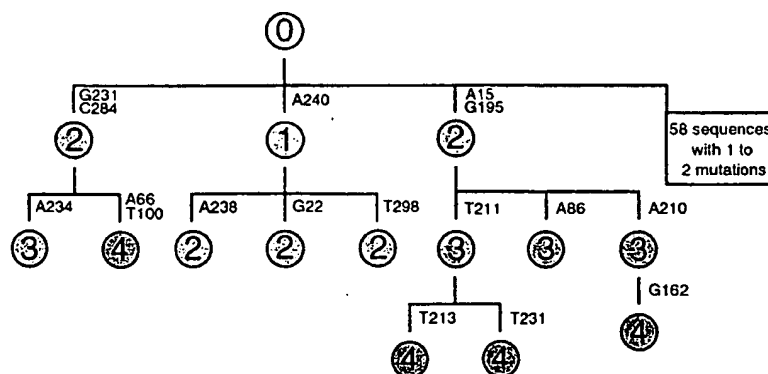 0
G231
C284
A240
A15
G195
2
1
2
58 sequences
with 1 to
2 mutations
A234
A66
T100
A238
G22
T298
T211
A86
A210
3
4
2
2
2
3
3
3
G162
T213
T231
4
4
4